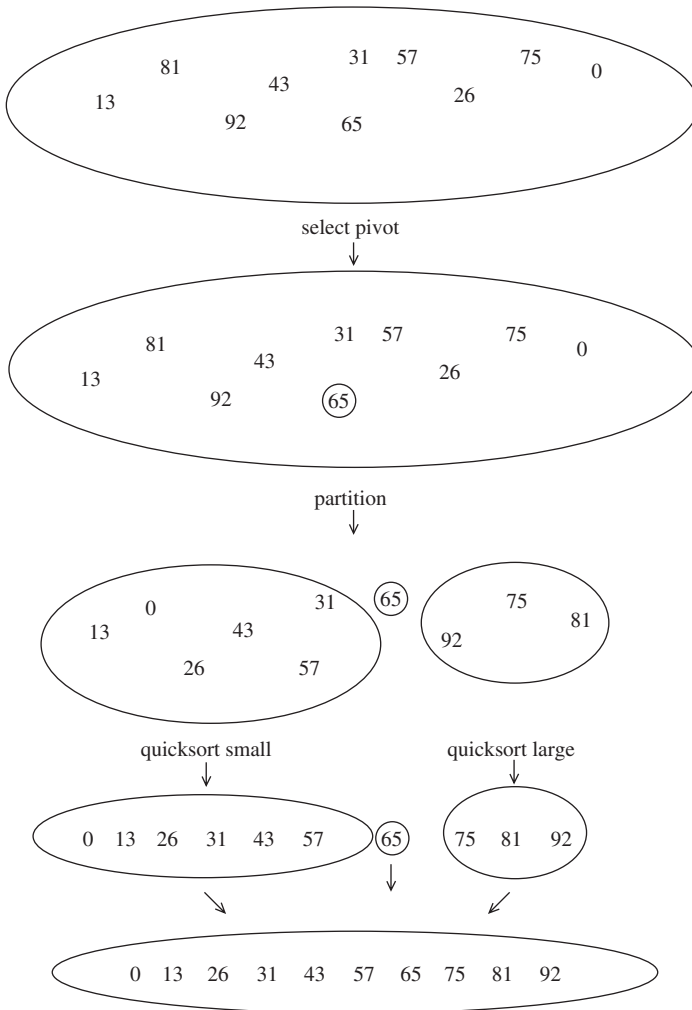 31 57 75
81 0
43 26
13
92 65
select pivot
31 57 75
81 0
43 26
13
92 65
partition
31 65 75
0
13 43 81
92
26 57
quicksort small quicksort large
0 13 26 31 43 57 65 75 81 92
0 13 26 31 43 57 65 75 81 92